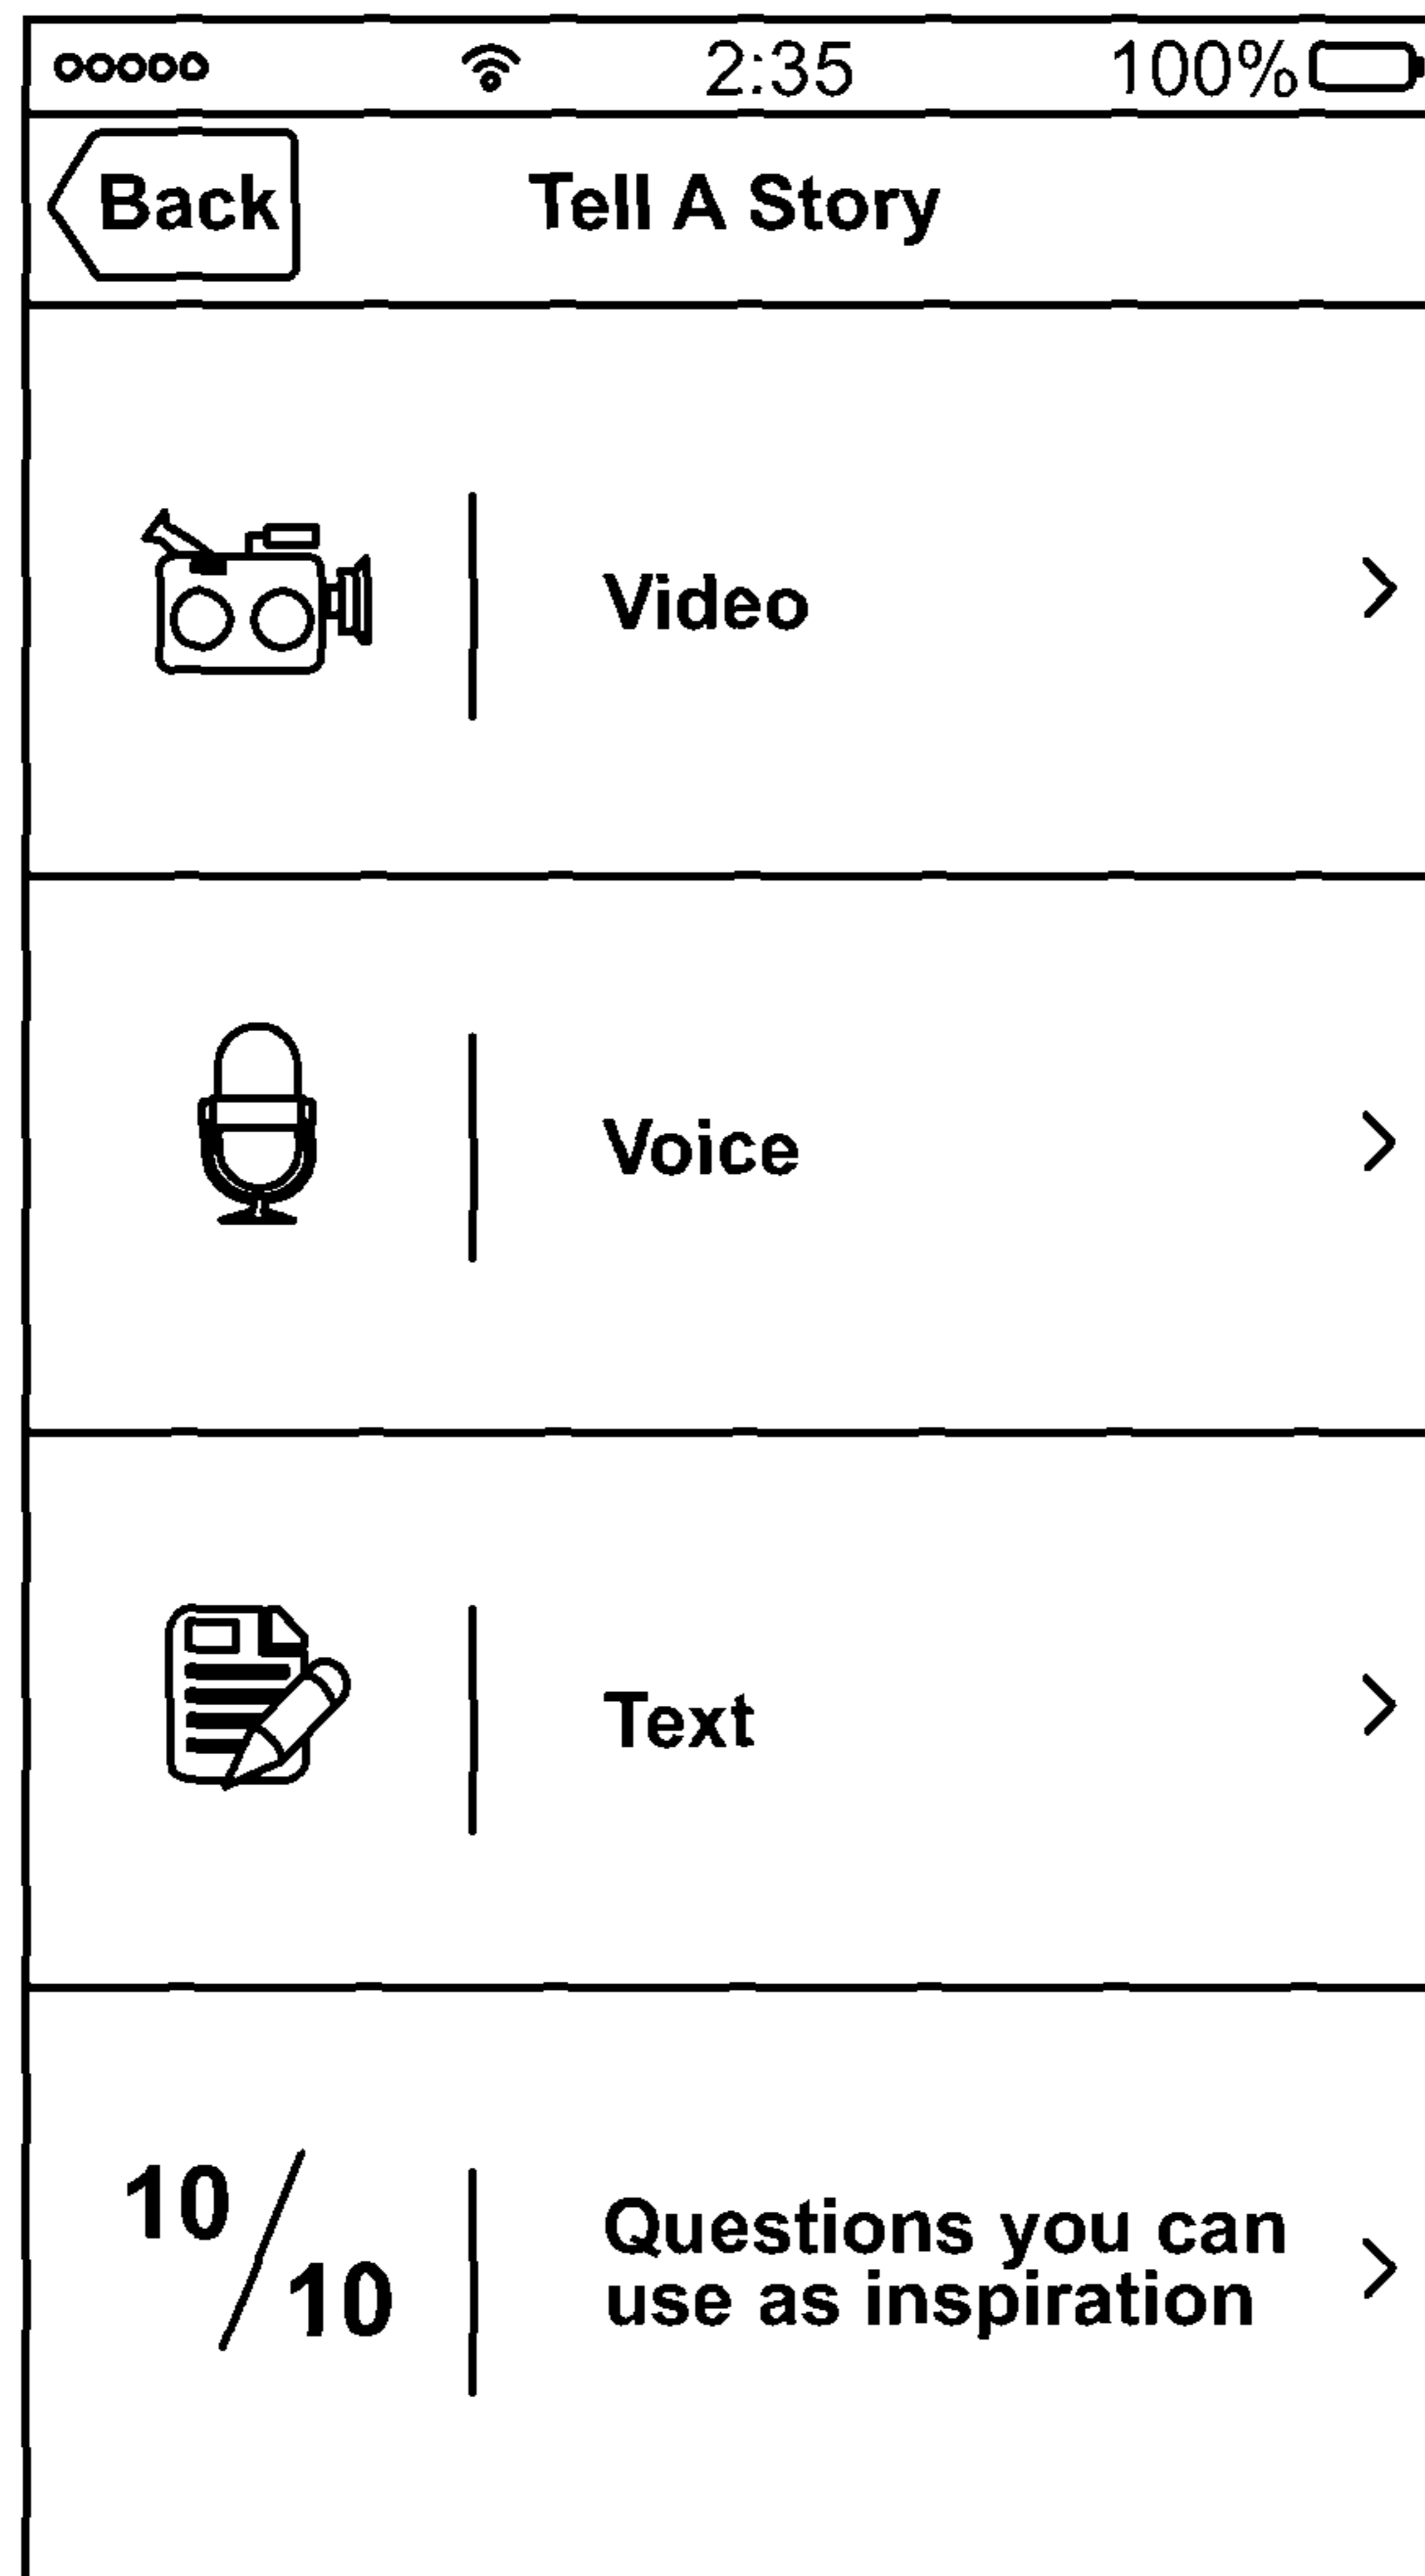 2:35 100%
Back Tell A Story
Video
Voice
Text
10/10
Questions you can
use as inspiration